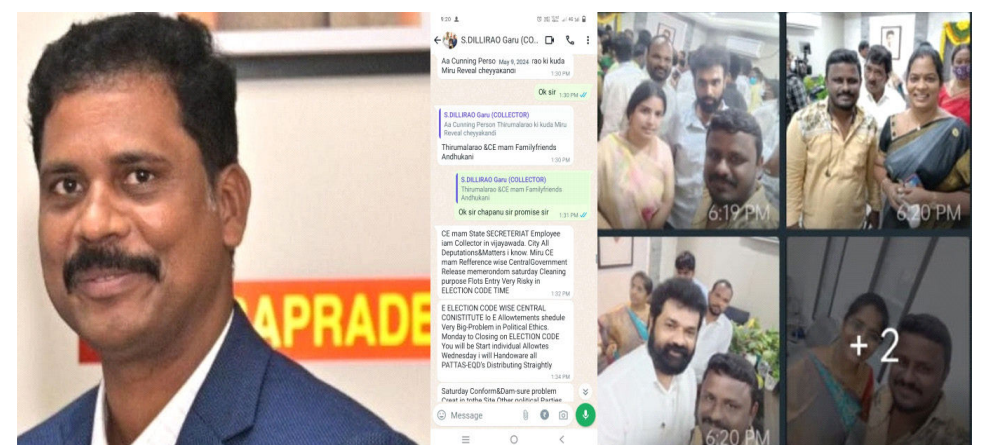 APRADE
9:20
4G 56
S.DILLIRAO Garu (CO...
Aa Cunning Perso May 9, 2024 rao ki kuda
Miru Reveal cheyyakandi
1:30 PM
Ok sir 1:30 PM
S.DILLIRAO Garu (COLLECTOR)
Aa Cunning Person Thirumalarao ki kuda Miru
Reveal cheyyakandi
Thirumalarao &CE mam Familyfriends
Andhukani
1:30 PM
S.DILLIRAO Garu (COLLECTOR)
Thirumalarao &CE mam Familyfriends
Andhukani
Ok sir chapanu sir promise sir 1:31 PM
CE mam State SECRETERIAT Employee
iam Collector in vijayawada. City All
Deputations&Matters i know. Miru CE
mam Refference wise CentralGovernment
Release memerondom saturday Cleaning
purpose Flots Entry Very Risky in
ELECTION CODE TIME
1:32 PM
E ELECTION CODE WISE CENTRAL
CONISTITUTE lo E Allowtements shedule
Very Big-Problem in Political Ethics.
Monday to Closing on ELECTION CODE
You will be Start individual Allowtes
Wednesday i will Handoware all
PATTAS-EQD's Distributing Straightly
1:34 PM
Saturday Conform&Dam-sure problem
Creat in tothe Site Other political Parties
Message
6:19 PM
6:20 PM
6:20 PM
+ 2